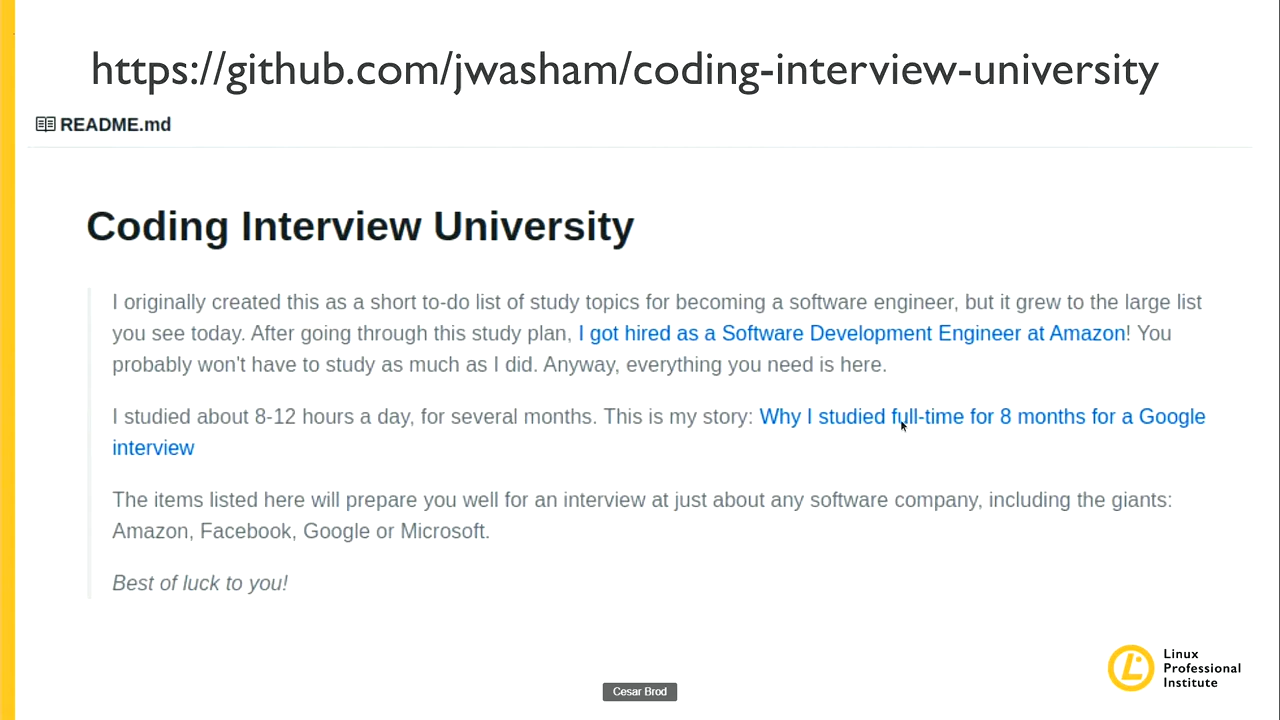 https://github.com/jwasham/coding-interview-university
README.md
Coding Interview University
I originally created this as a short to-do list of study topics for becoming a software engineer, but it grew to the large list
you see today. After going through this study plan, I got hired as a Software Development Engineer at Amazon! You
probably won't have to study as much as I did. Anyway, everything you need is here.
I studied about 8-12 hours a day, for several months. This is my story: Why I studied full-time for 8 months for a Google
interview
The items listed here will prepare you well for an interview at just about any software company, including the giants:
Amazon, Facebook, Google or Microsoft.
Best of luck to you!
Linux
Professional
Institute
Cesar Brod